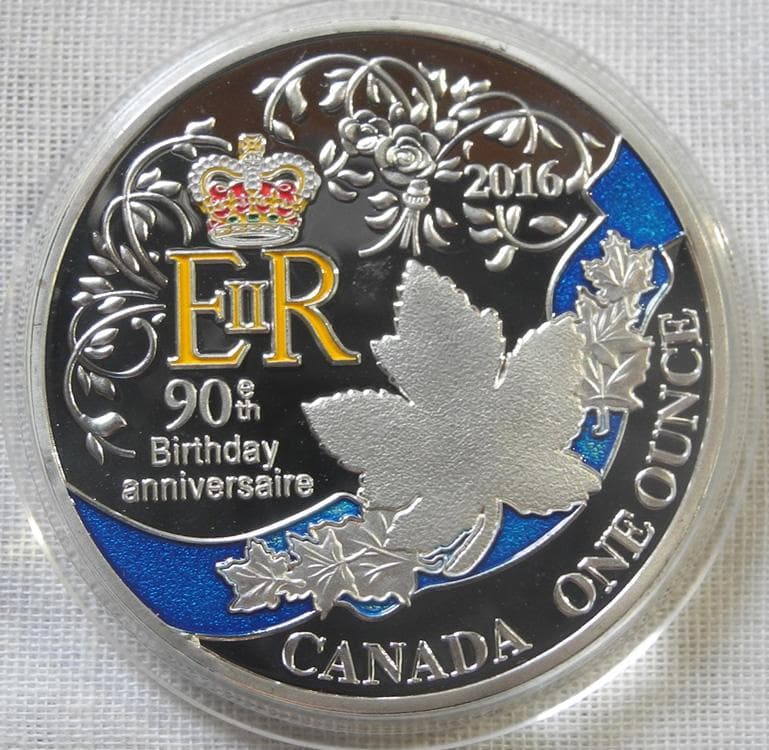 2016
EIIR
90e
th
Birthday
anniversaire
CANADA ONE OUNCE